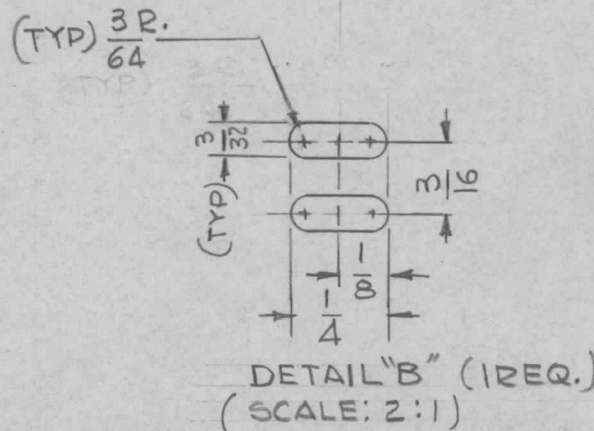 (TYP) 3/64 R.
3/32
(TYP)
3/16
1/8
1/4
DETAIL "B" (1 REQ.)
(SCALE: 2:1)